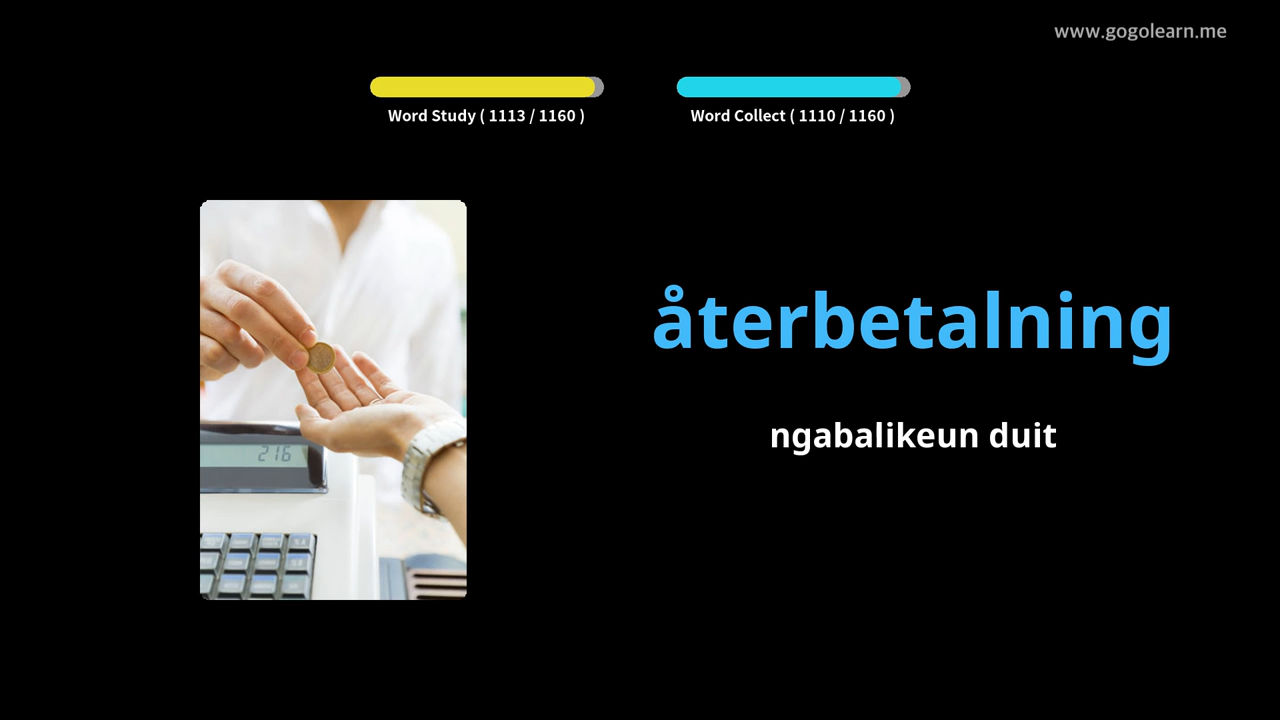 www.gogolearn.me
Word Study ( 1113 / 1160 )
Word Collect ( 1110 / 1160 )
återbetalning
ngabalikeun duit
216